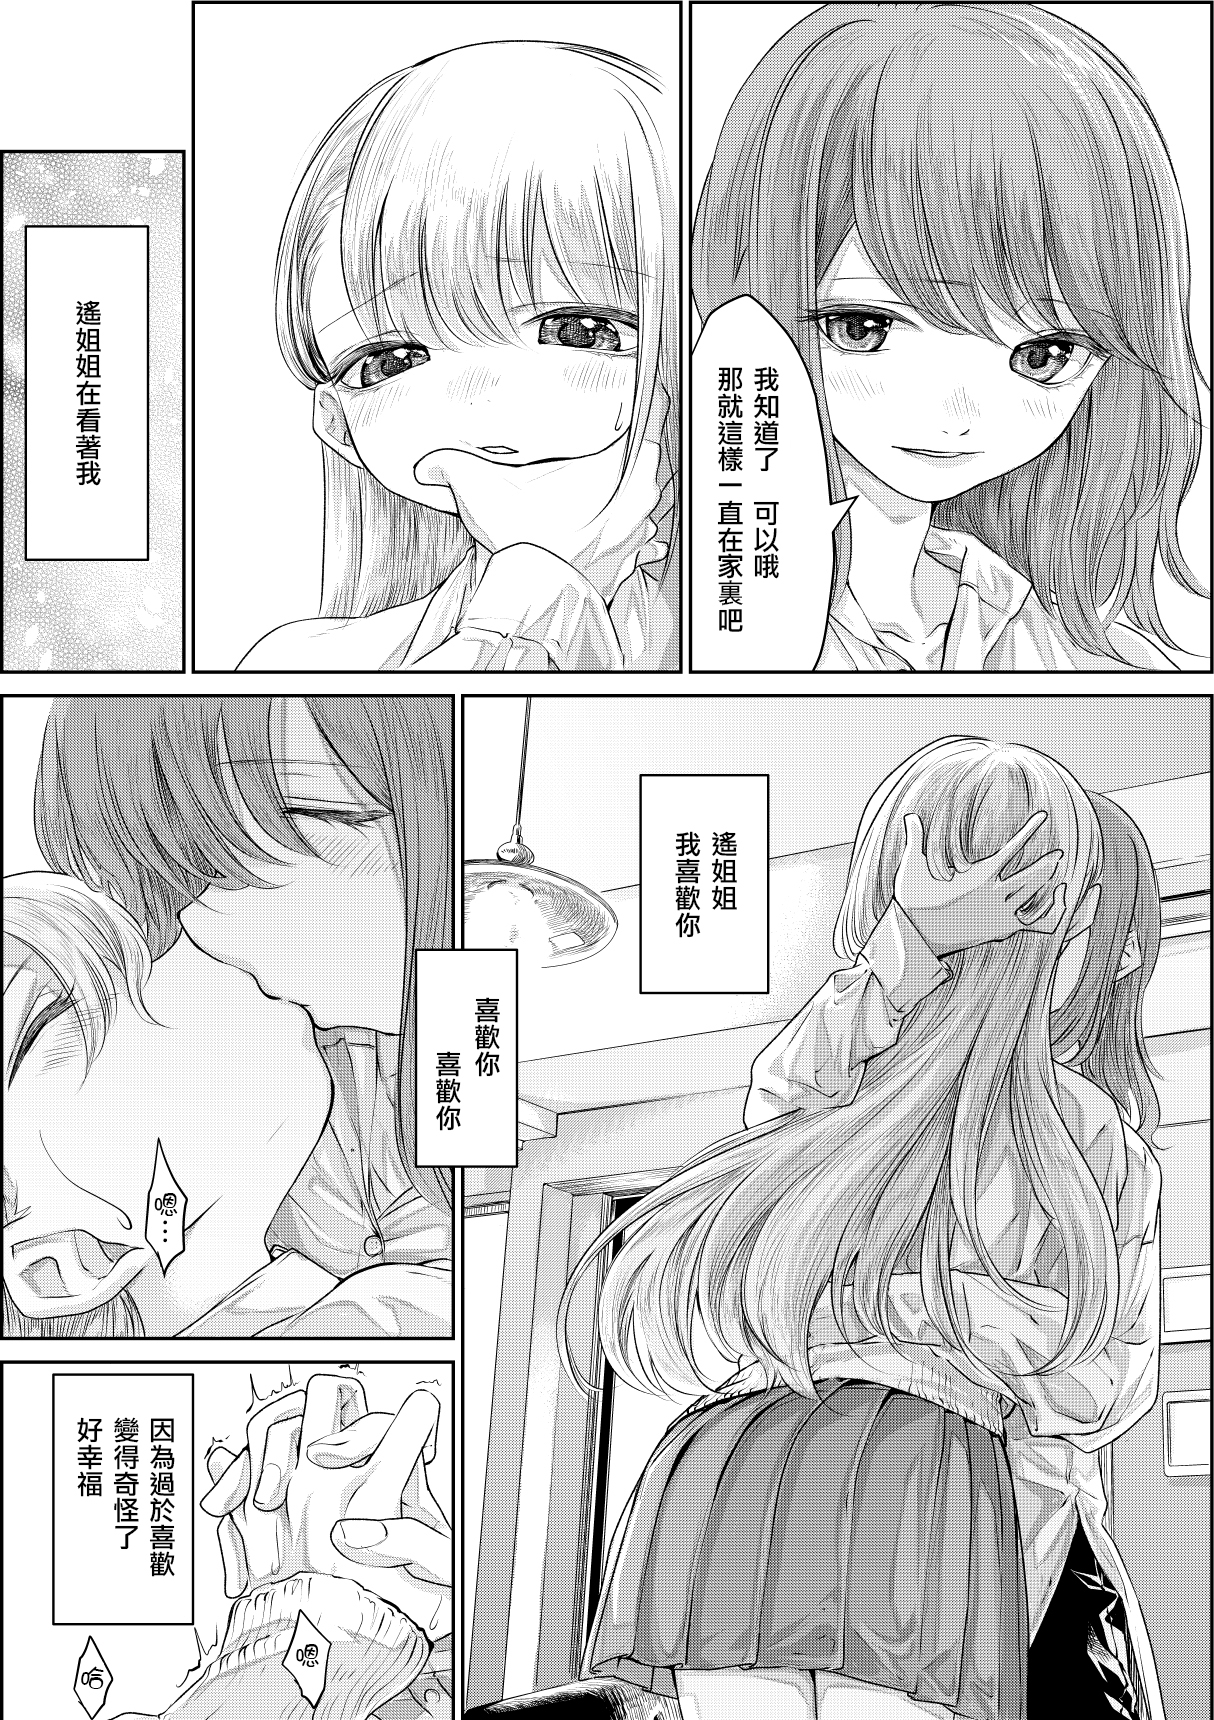 我知道了　可以哦
那就這樣一直在家裏吧
遙姐姐在看著我
遙姐姐
我喜歡你
喜歡你
喜歡你
嗯…
因為過於喜歡
變得奇怪了
好幸福
嗯
哈